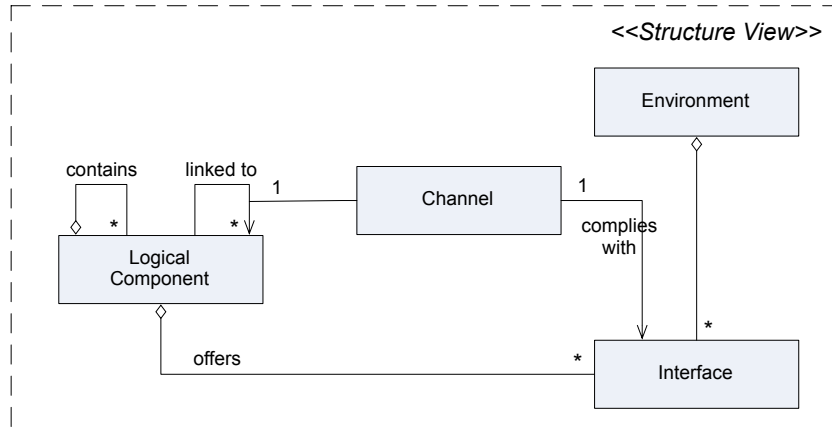 <<Structure View>>
Environment
contains
linked to
1
Channel
1
complies
with
*
*
Logical
Component
*
offers
*
Interface